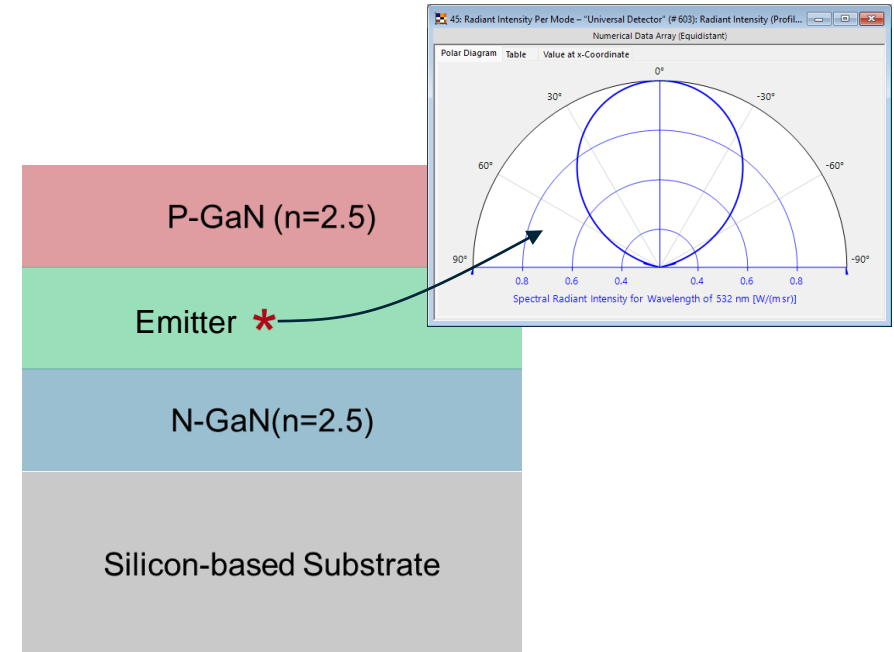 45: Radiant Intensity Per Mode – "Universal Detector" (# 603): Radiant Intensity (Profil...
Numerical Data Array (Equidistant)
Polar Diagram Table Value at x-Coordinate
0°
30° -30°
60° -60°
90° -90°
0.8 0.6 0.4 0.4 0.6 0.8
Spectral Radiant Intensity for Wavelength of 532 nm [W/(m sr)]
P-GaN (n=2.5)
Emitter *
N-GaN(n=2.5)
Silicon-based Substrate